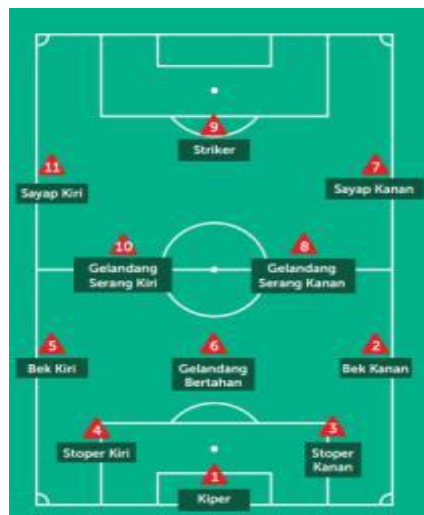 9
Striker
11
Sayap Kiri
7
Sayap Kanan
10
Gelandang
Serang Kiri
8
Gelandang
Serang Kanan
5
Bek Kiri
6
Gelandang
Bertahan
2
Bek Kanan
4
Stoper Kiri
3
Stoper
Kanan
1
Kiper